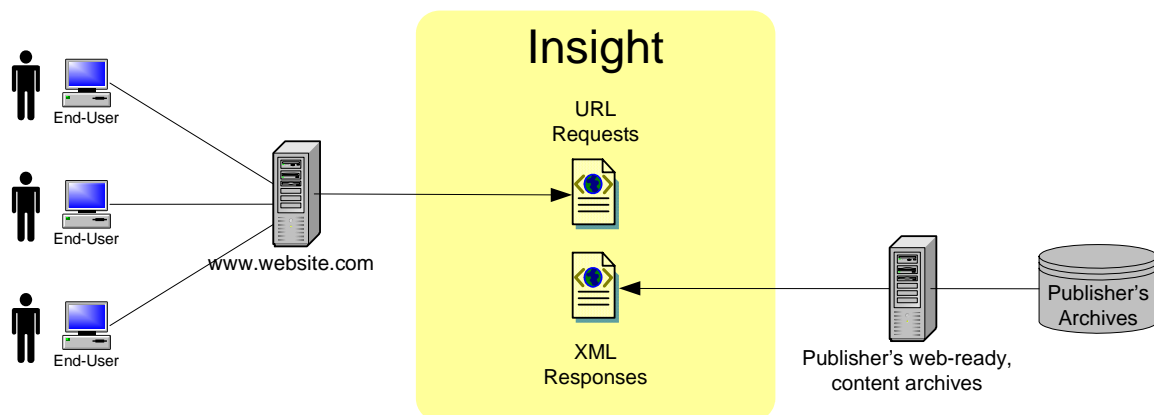 Insight
URL
Requests
End-User
End-User
www.website.com
End-User
XML
Responses
Publisher's web-ready,
content archives
Publisher's
Archives